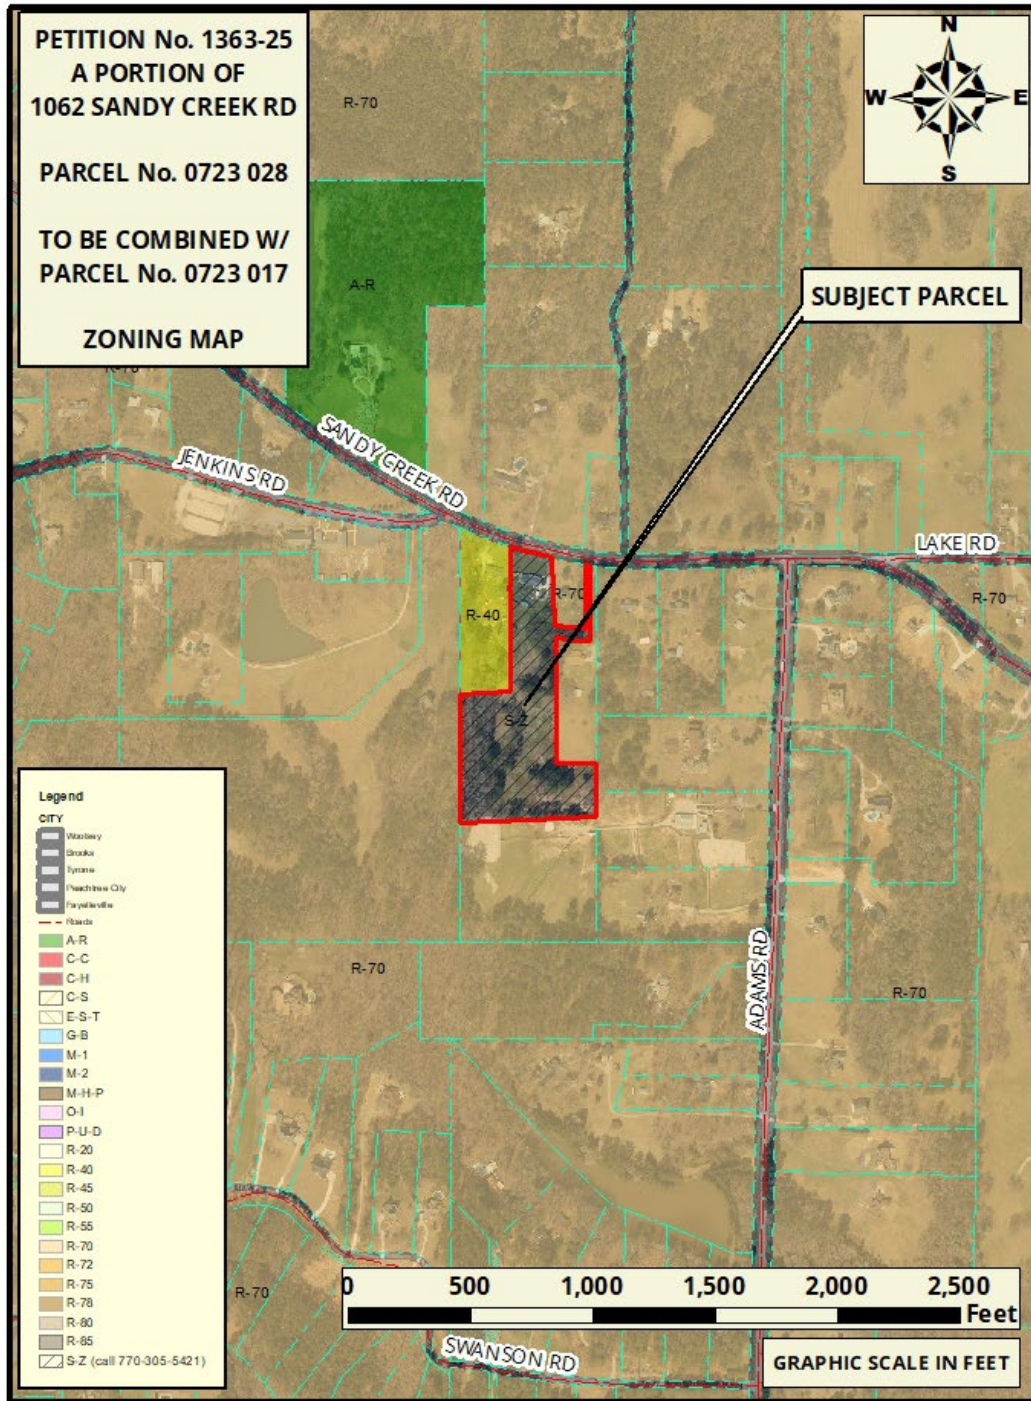 PETITION No. 1363-25
A PORTION OF
1062 SANDY CREEK RD
PARCEL No. 0723 028
TO BE COMBINED W/
PARCEL No. 0723 017
ZONING MAP
N
W
E
S
R-70
A-R
SUBJECT PARCEL
R-70
SANDY CREEK RD
JENKINS RD
LAKE RD
R-40
R-70
R-70
S-Z
ADAMS RD
R-70
R-70
R-70
SWANSON RD
Legend
CITY
Woolsey
Brooks
Tyrone
Peachtree City
Fayetteville
Roads
A-R
C-C
C-H
C-S
E-S-T
G-B
M-1
M-2
M-H-P
O-I
P-U-D
R-20
R-40
R-45
R-50
R-55
R-70
R-72
R-75
R-78
R-80
R-85
S-Z (call 770-305-5421)
0 500 1,000 1,500 2,000 2,500
Feet
GRAPHIC SCALE IN FEET